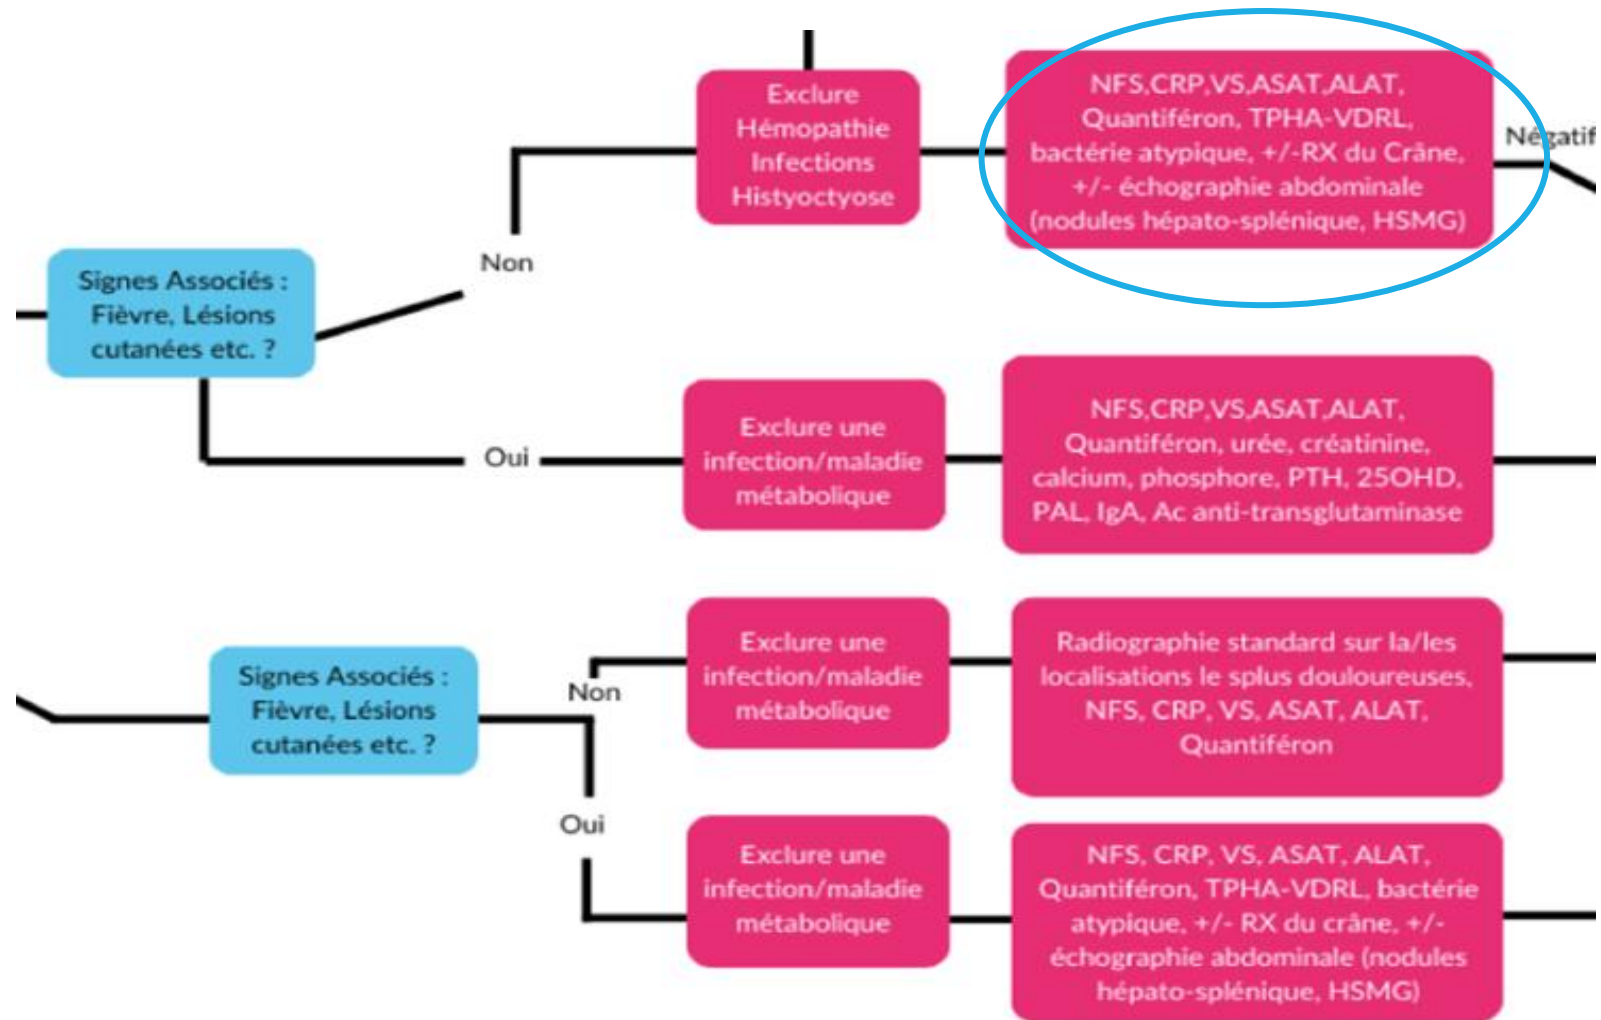 Exclure
Hémopathie
Infections
Histyoctyose
NFS,CRP,VS,ASAT,ALAT,
Quantiféron, TPHA-VDRL,
bactérie atypique, +/-RX du Crâne,
+/- échographie abdominale
(nodules hépato-splénique, HSMG)
Négatif
Non
Signes Associés :
Fièvre, Lésions
cutanées etc. ?
Oui
Exclure une
infection/maladie
métabolique
NFS,CRP,VS,ASAT,ALAT,
Quantiféron, urée, créatinine,
calcium, phosphore, PTH, 25OHD,
PAL, IgA, Ac anti-transglutaminase
Signes Associés :
Fièvre, Lésions
cutanées etc. ?
Non
Exclure une
infection/maladie
métabolique
Radiographie standard sur la/les
localisations le splus douloureuses,
NFS, CRP, VS, ASAT, ALAT,
Quantiféron
Oui
Exclure une
infection/maladie
métabolique
NFS, CRP, VS, ASAT, ALAT,
Quantiféron, TPHA-VDRL, bactérie
atypique, +/- RX du crâne, +/-
échographie abdominale (nodules
hépato-splénique, HSMG)